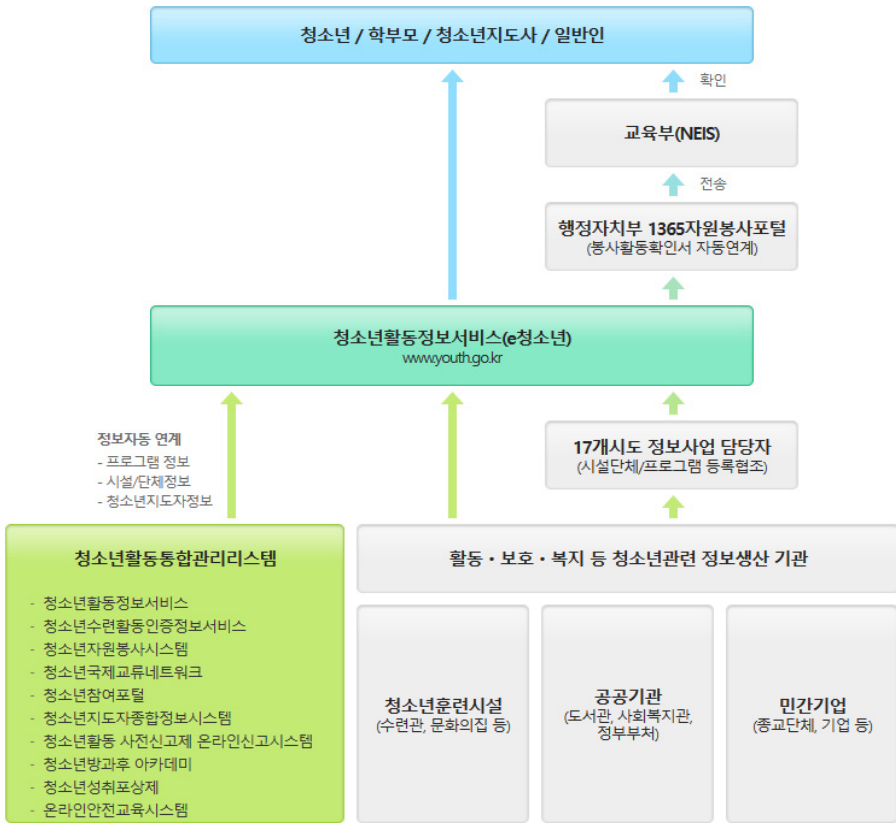 청소년 / 학부모 / 청소년지도사 / 일반인
확인
교육부(NEIS)
전송
행정자치부 1365자원봉사포털
(봉사활동확인서 자동연계)
청소년활동정보서비스(e청소년)
www.youth.go.kr
정보자동 연계
- 프로그램 정보
- 시설/단체정보
- 청소년지도자정보
17개시도 정보사업 담당자
(시설단체/프로그램 등록협조)
청소년활동통합관리리스템
- 청소년활동정보서비스
- 청소년수련활동인증정보서비스
- 청소년자원봉사시스템
- 청소년국제교류네트워크
- 청소년참여포털
- 청소년지도자종합정보시스템
- 청소년활동 사전신고제 온라인신고시스템
- 청소년방과후 아카데미
- 청소년성취포상제
- 온라인안전교육시스템
활동 · 보호 · 복지 등 청소년관련 정보생산 기관
청소년훈련시설
(수련관, 문화의집 등)
공공기관
(도서관, 사회복지관,
정부부처)
민간기업
(종교단체, 기업 등)